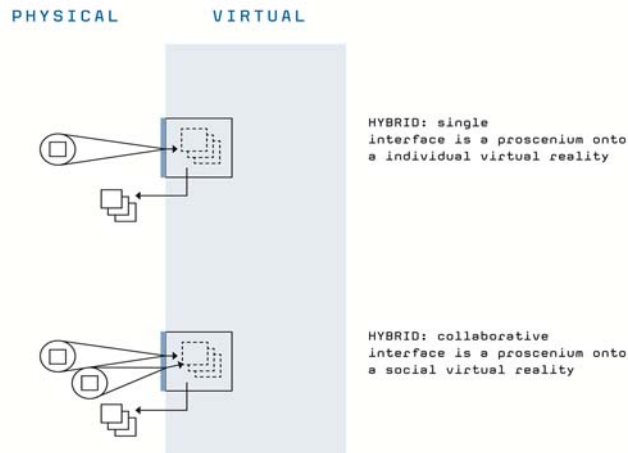 PHYSICAL VIRTUAL
HYBRID: single
interface is a proscenium onto
a individual virtual reality
HYBRID: collaborative
interface is a proscenium onto
a social virtual reality